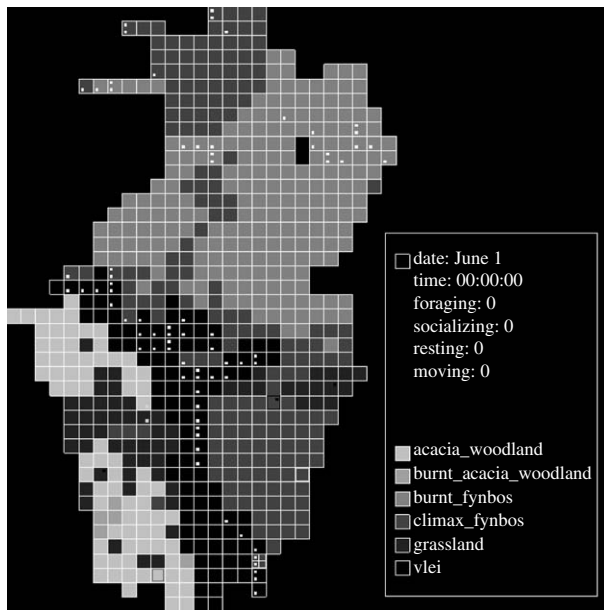 date: June 1
time: 00:00:00
foraging: 0
socializing: 0
resting: 0
moving: 0
acacia_woodland
burnt_acacia_woodland
burnt_fynbos
climax_fynbos
grassland
vlei